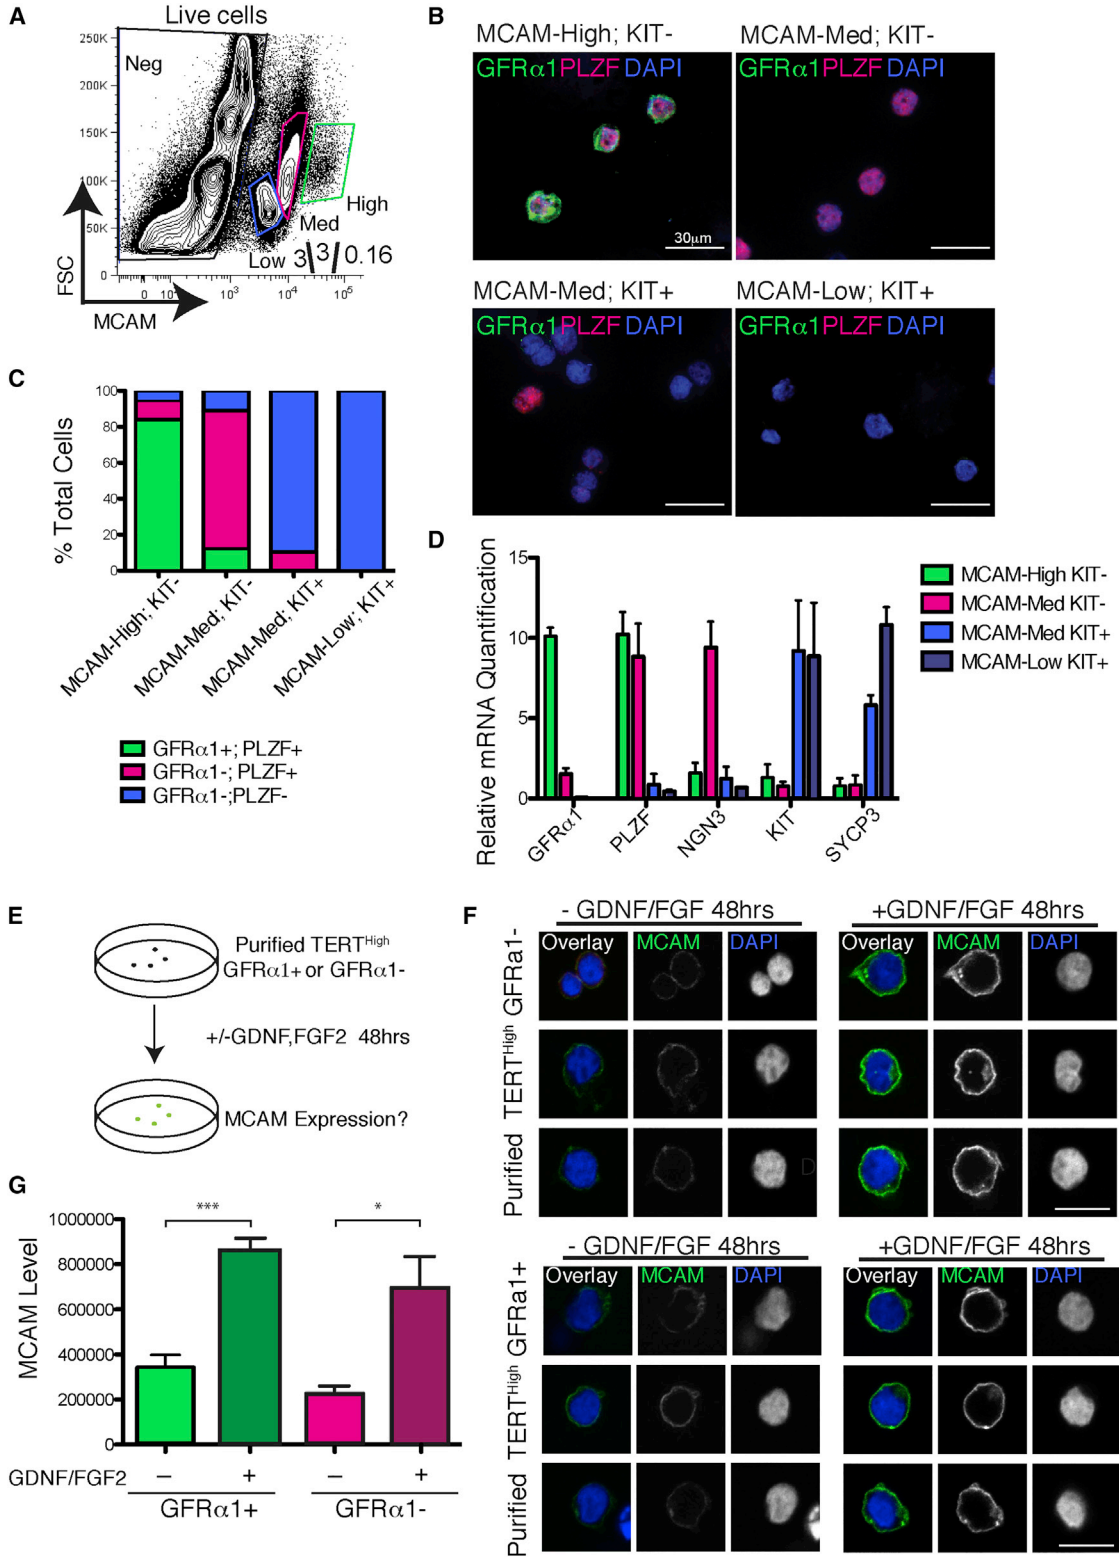 A
Live cells
250K
200K
150K
100K
50K
0
Neg
High
Med
Low 3 3 0.16
FSC
0 10³ 10⁴ 10⁵
MCAM
B
MCAM-High; KIT-
GFRα1 PLZF DAPI
30μm
MCAM-Med; KIT-
GFRα1 PLZF DAPI
MCAM-Med; KIT+
GFRα1 PLZF DAPI
MCAM-Low; KIT+
GFRα1 PLZF DAPI
C
% Total Cells
100
80
60
40
20
0
MCAM-High; KIT-
MCAM-Med; KIT-
MCAM-Med; KIT+
MCAM-Low; KIT+
GFRα1+; PLZF+
GFRα1-; PLZF+
GFRα1-;PLZF-
D
Relative mRNA Quantification
15
10
5
0
GFRα1
PLZF
NGN3
KIT
SYCP3
MCAM-High KIT-
MCAM-Med KIT-
MCAM-Med KIT+
MCAM-Low KIT+
E
Purified TERTHigh
GFRα1+ or GFRα1-
+/-GDNF,FGF2 48hrs
MCAM Expression?
F
- GDNF/FGF 48hrs
+GDNF/FGF 48hrs
Overlay MCAM DAPI
Overlay MCAM DAPI
Purified TERTHigh GFRa1-
D
- GDNF/FGF 48hrs
+GDNF/FGF 48hrs
Overlay MCAM DAPI
Overlay MCAM DAPI
Purified TERTHigh GFRa1+
G
MCAM Level
1000000
800000
600000
400000
200000
0
***
*
GDNF/FGF2 – + – +
GFRα1+ GFRα1-